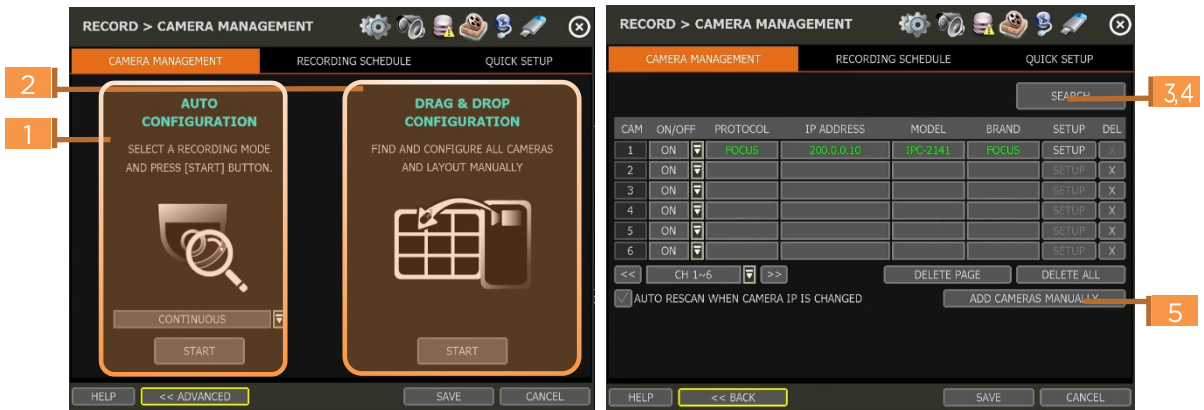 RECORD > CAMERA MANAGEMENT
CAMERA MANAGEMENT RECORDING SCHEDULE QUICK SETUP
2
1
AUTO
CONFIGURATION
SELECT A RECORDING MODE
AND PRESS [START] BUTTON.
CONTINUOUS
START
DRAG & DROP
CONFIGURATION
FIND AND CONFIGURE ALL CAMERAS
AND LAYOUT MANUALLY
START
HELP << ADVANCED SAVE CANCEL
RECORD > CAMERA MANAGEMENT
CAMERA MANAGEMENT RECORDING SCHEDULE QUICK SETUP
SEARCH 3,4
CAM ON/OFF PROTOCOL IP ADDRESS MODEL BRAND SETUP DEL
1 ON FOCUS 200.0.0.10 IPC-2141 FOCUS SETUP X
2 ON SETUP X
3 ON SETUP X
4 ON SETUP X
5 ON SETUP X
6 ON SETUP X
<< CH 1~6 >> DELETE PAGE DELETE ALL
AUTO RESCAN WHEN CAMERA IP IS CHANGED ADD CAMERAS MANUALLY
5
HELP << BACK SAVE CANCEL